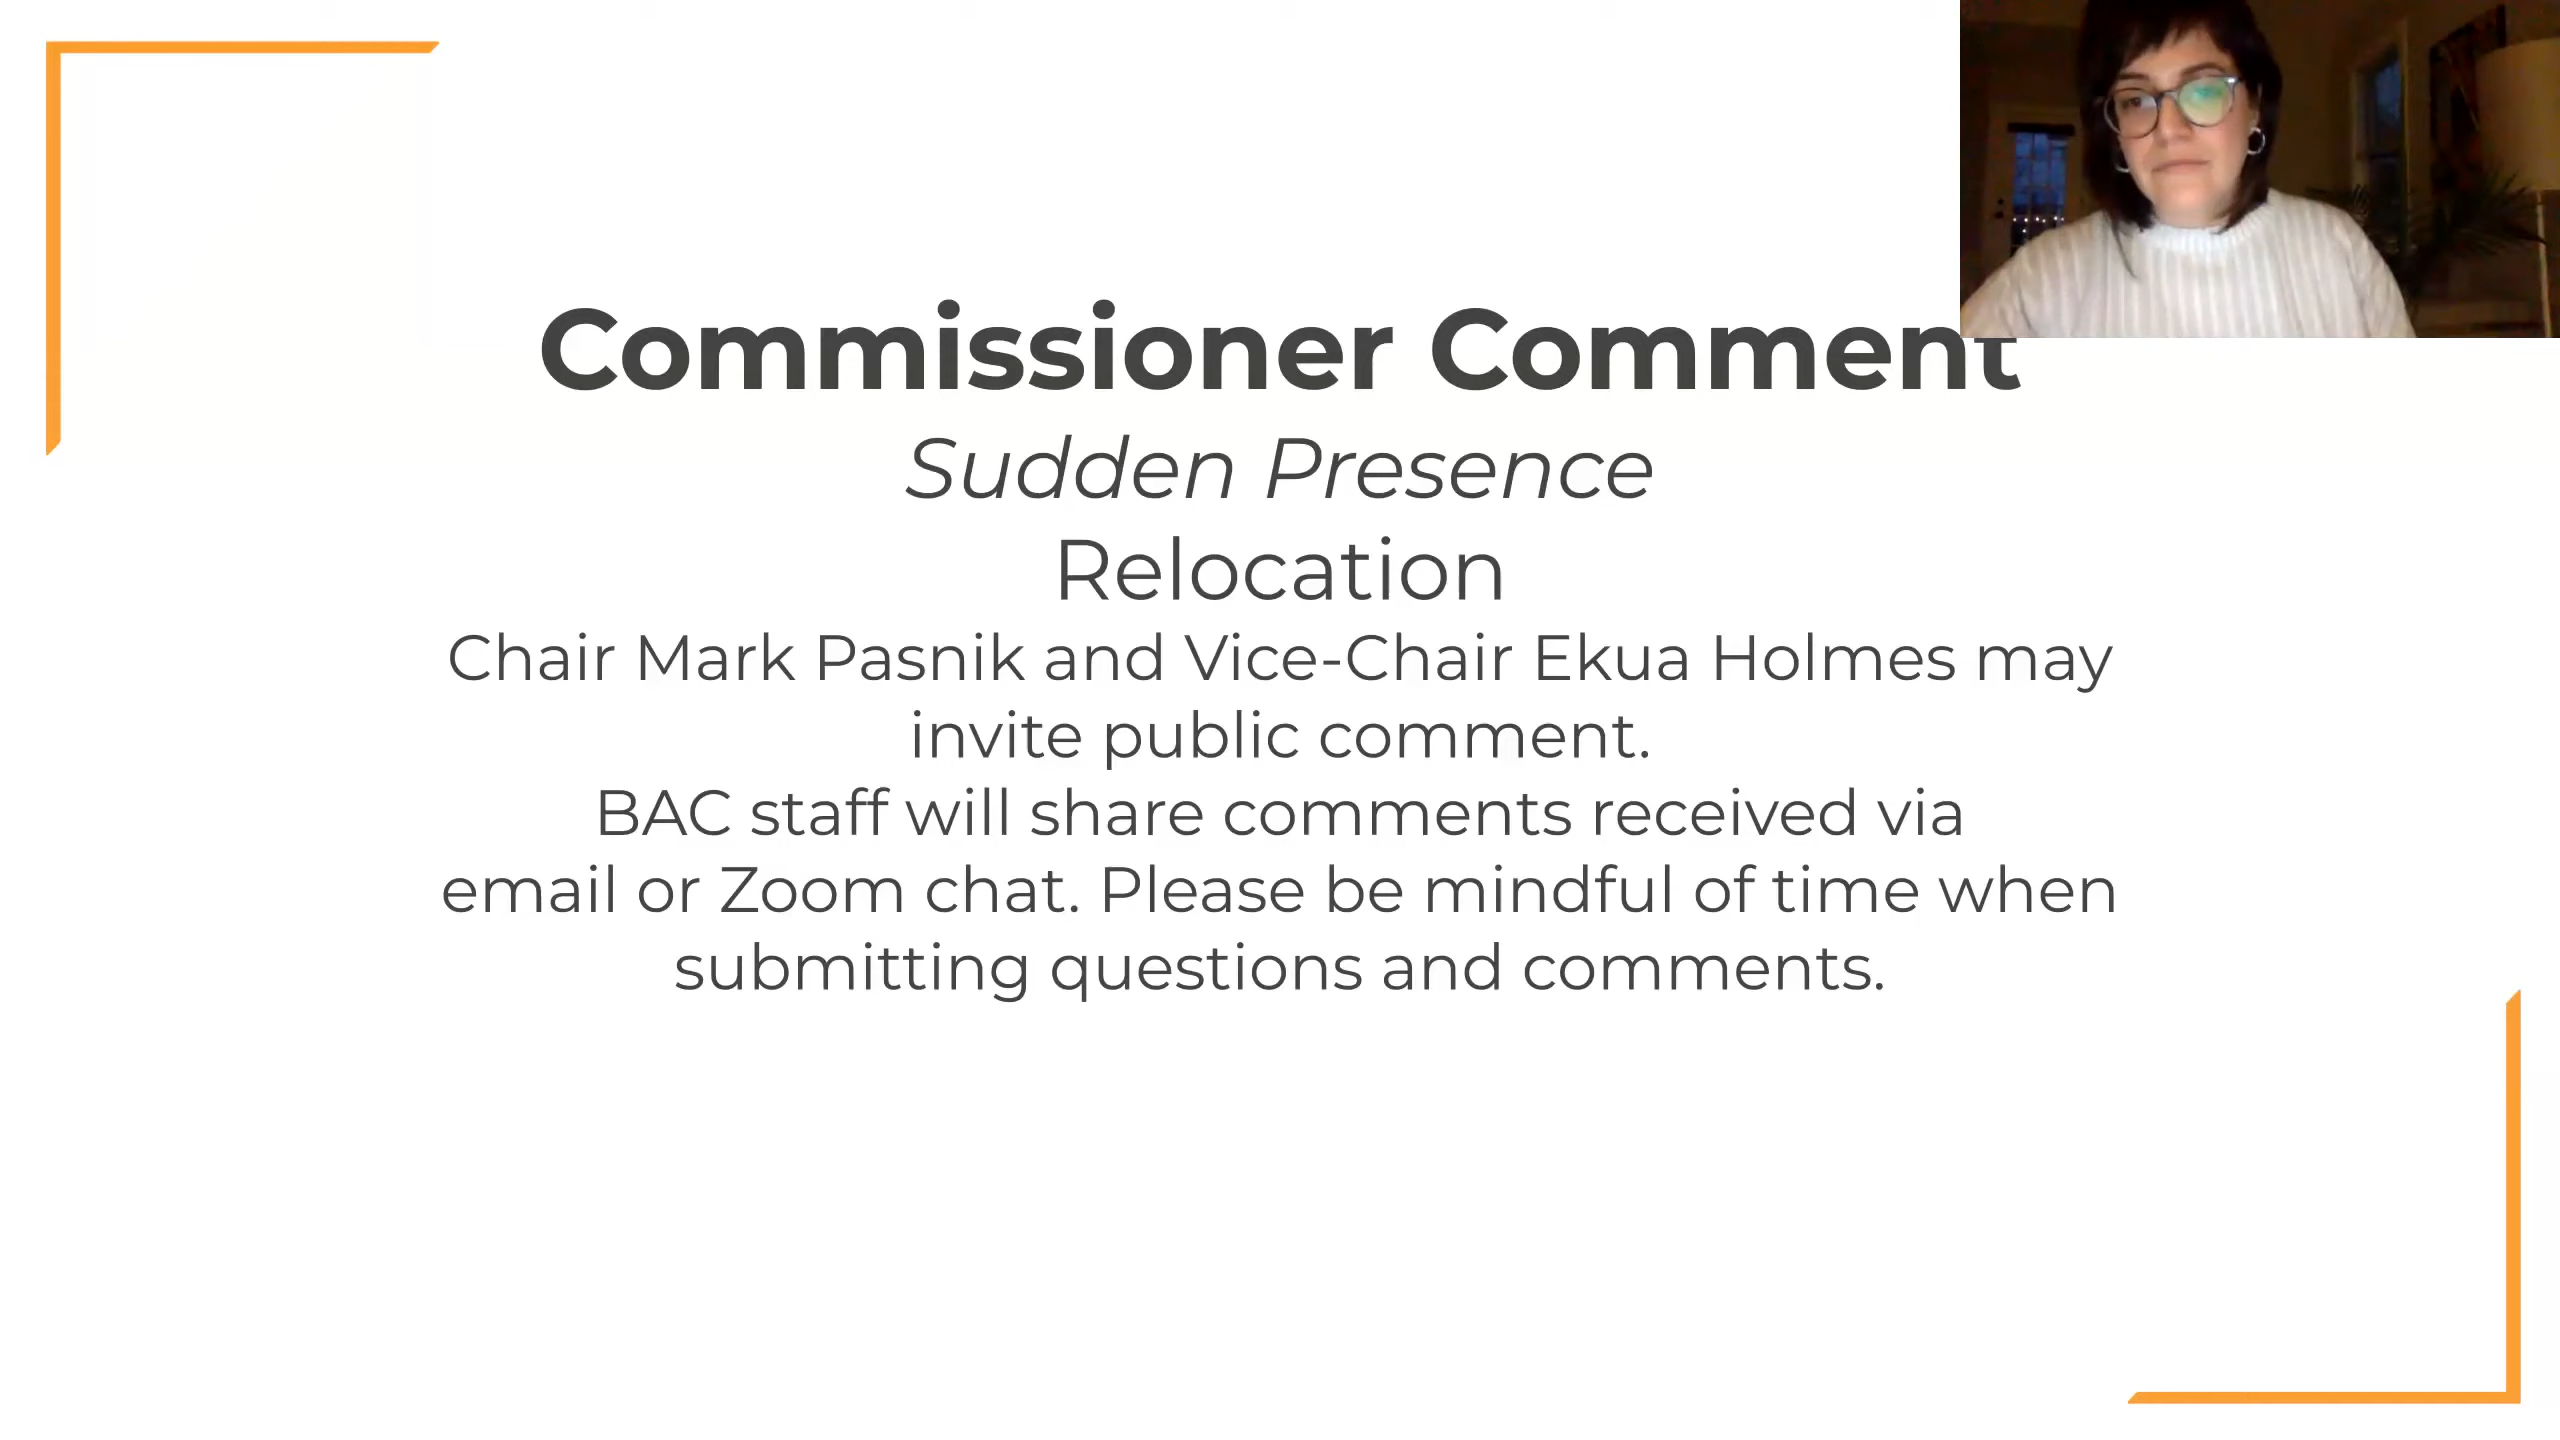 Commissioner Comment
Sudden Presence
Relocation
Chair Mark Pasnik and Vice-Chair Ekua Holmes may
invite public comment.
BAC staff will share comments received via
email or Zoom chat. Please be mindful of time when
submitting questions and comments.